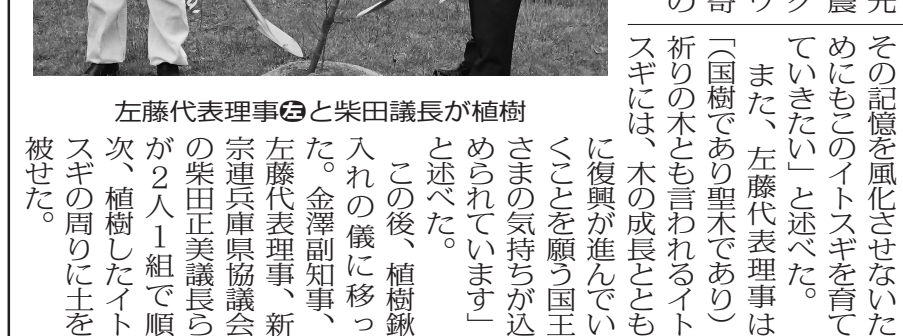 その記憶を風化させないた
めにもこのイトスギを育て
ていきたい」と述べた。
また、左藤代表理事は
「（国樹であり聖木であり）
祈りの木とも言われるイト
スギには、木の成長ととも
に復興が進んでい
くことを願う国王
さまの気持ちが込
められています」
と述べた。
この後、植樹鍬
入れの儀に移っ
た。金澤副知事、
左藤代表理事、新
宗連兵庫県協議会
の柴田正美議長ら
が２人１組で順
次、植樹したイト
スギの周りに土を
被せた。
左藤代表理事左と柴田議長が植樹